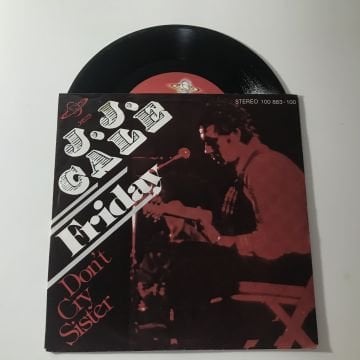 STEREO 100 883-100
J.J.
CALE
Friday
Don't
Cry
Sister